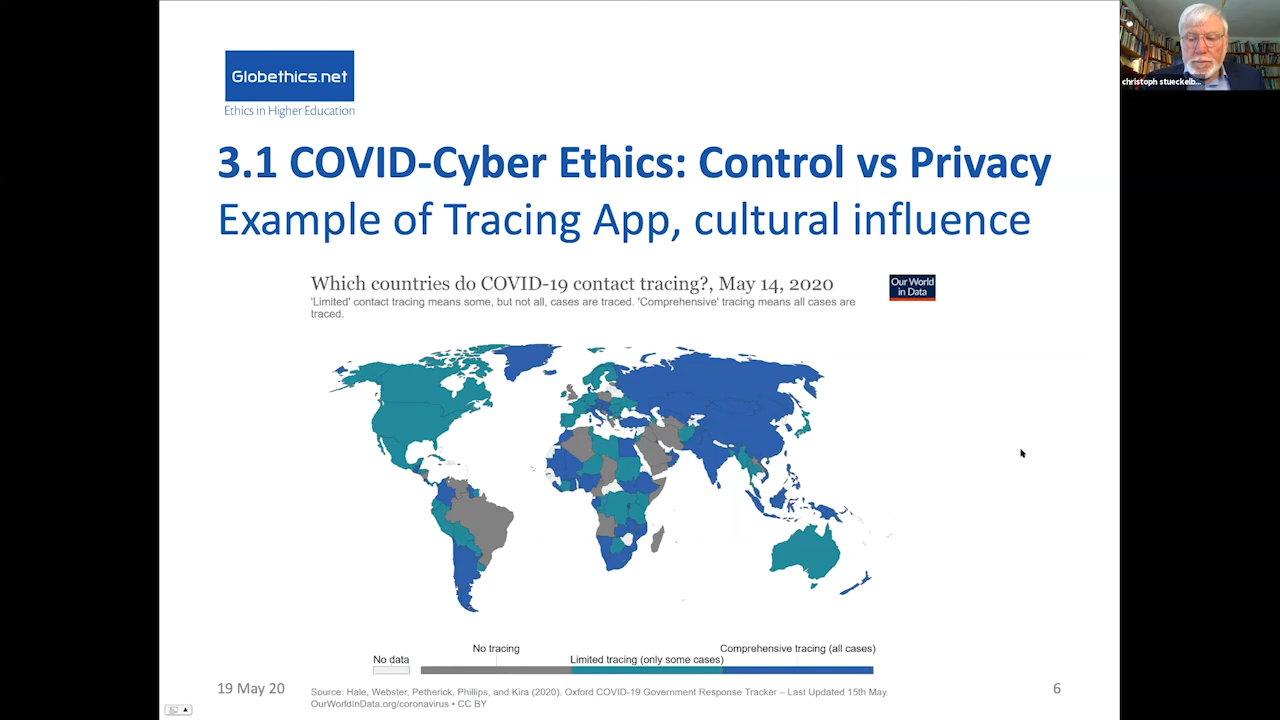 Globethics.net
Ethics in Higher Education
christoph stueckelb...
3.1 COVID-Cyber Ethics: Control vs Privacy
Example of Tracing App, cultural influence
Which countries do COVID-19 contact tracing?, May 14, 2020
'Limited' contact tracing means some, but not all, cases are traced. 'Comprehensive' tracing means all cases are
traced.
Our World
in Data
No data
No tracing
Limited tracing (only some cases)
Comprehensive tracing (all cases)
19 May 20
Source: Hale, Webster, Petherick, Phillips, and Kira (2020). Oxford COVID-19 Government Response Tracker – Last Updated 15th May.
OurWorldInData.org/coronavirus • CC BY
6